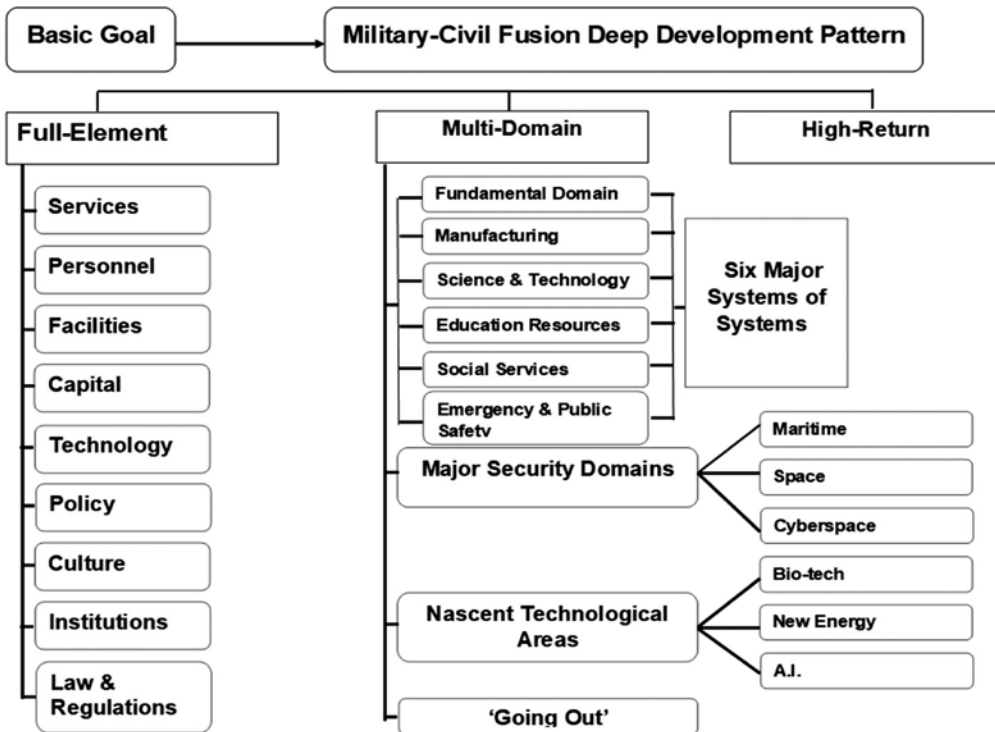 Basic Goal
Military-Civil Fusion Deep Development Pattern
Full-Element
Services
Personnel
Facilities
Capital
Technology
Policy
Culture
Institutions
Law &
Regulations
Multi-Domain
Fundamental Domain
Manufacturing
Science & Technology
Education Resources
Social Services
Emergency & Public
Safety
Six Major
Systems of
Systems
Major Security Domains
Maritime
Space
Cyberspace
Nascent Technological
Areas
Bio-tech
New Energy
A.I.
‘Going Out’
High-Return